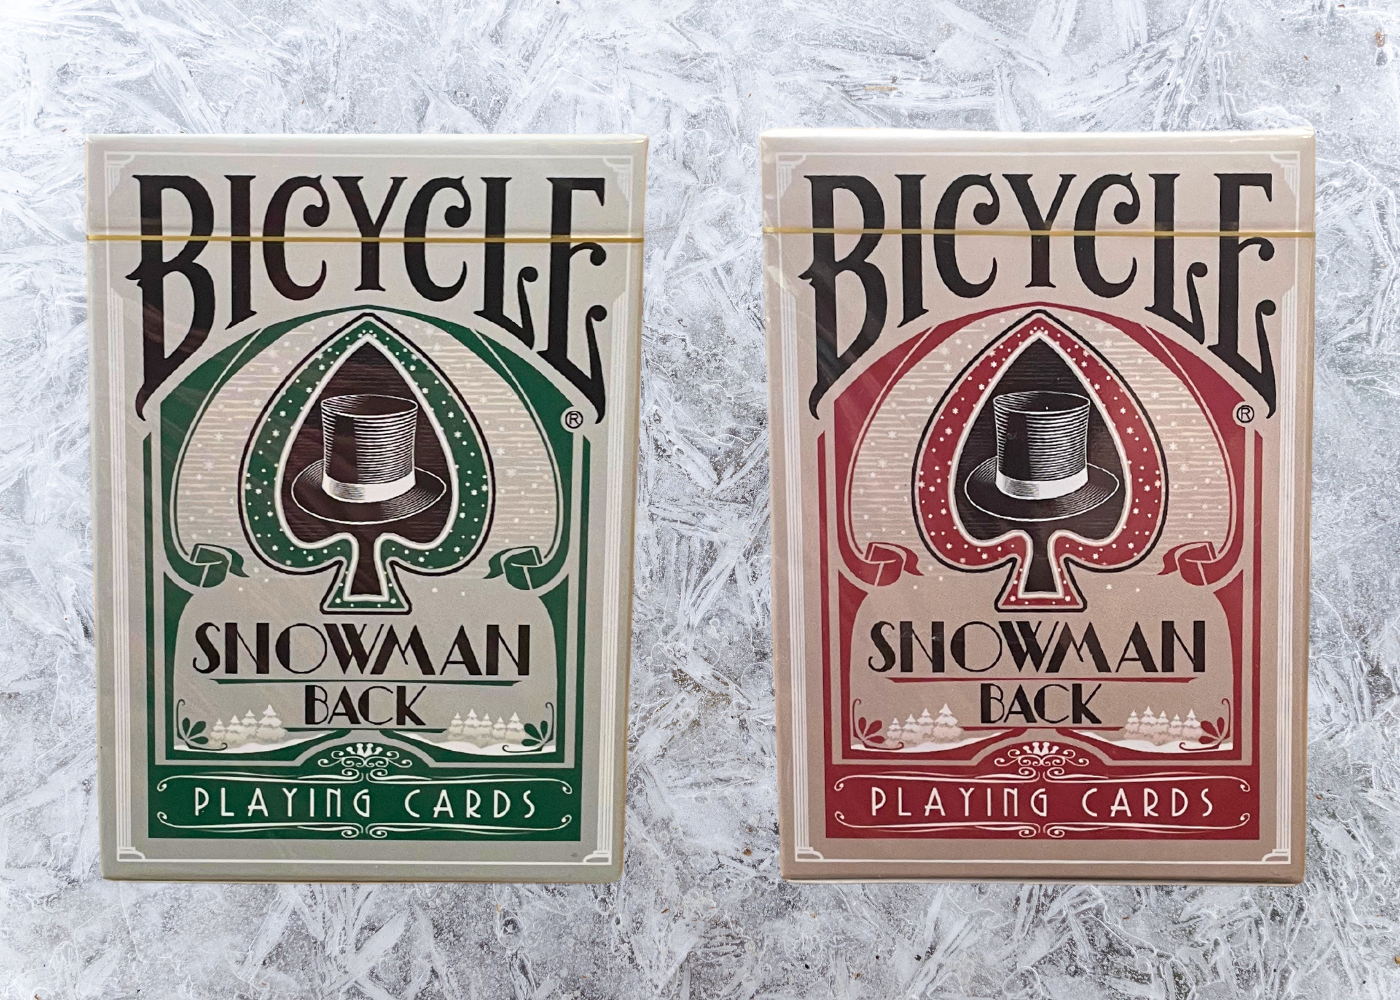 BICYCLE
®
SNOWMAN
BACK
PLAYING CARDS
BICYCLE
®
SNOWMAN
BACK
PLAYING CARDS